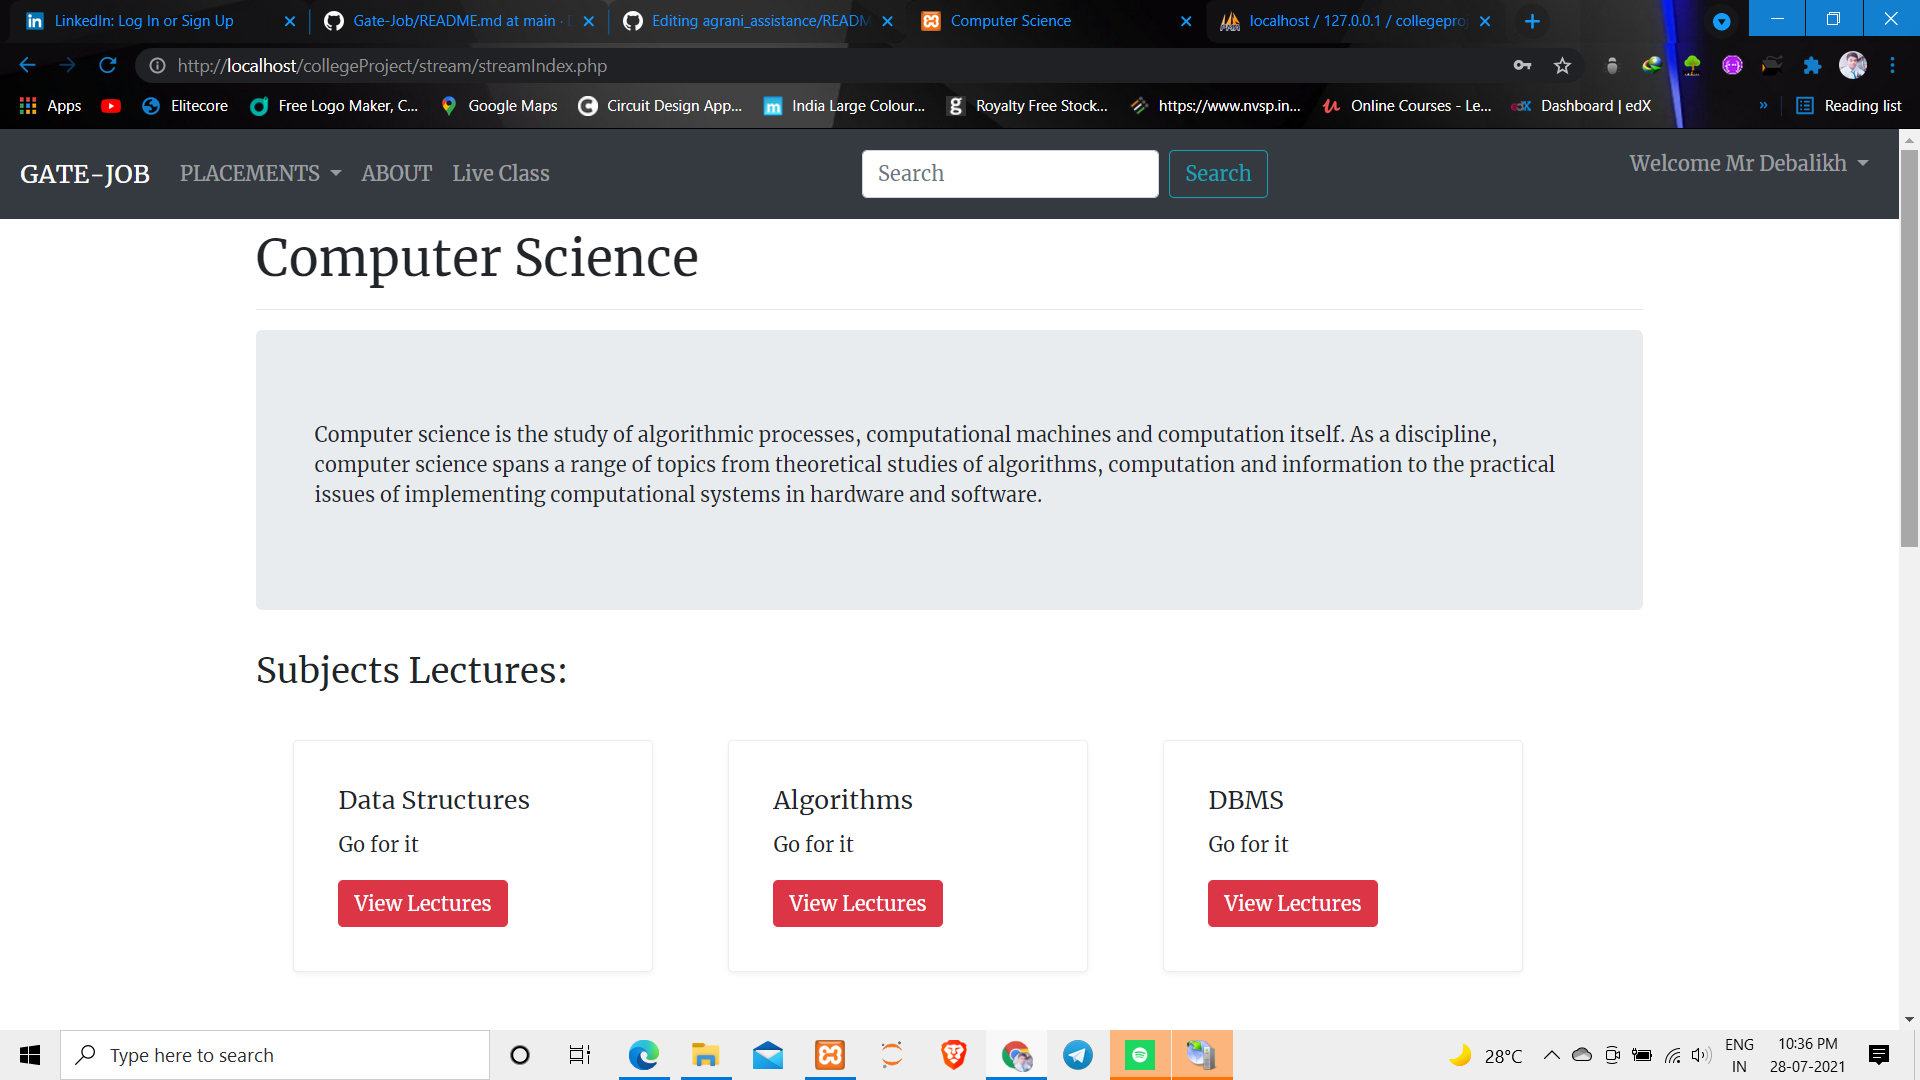 LinkedIn: Log In or Sign Up
Gate-Job/README.md at main ·
Editing agrani_assistance/READM
Computer Science
localhost / 127.0.0.1 / collegepro
http://localhost/collegeProject/stream/streamIndex.php
Apps
Elitecore
Free Logo Maker, C...
Google Maps
Circuit Design App...
India Large Colour...
Royalty Free Stock...
https://www.nvsp.in...
Online Courses - Le...
Dashboard | edX
»
Reading list
GATE-JOB
PLACEMENTS
ABOUT
Live Class
Search
Search
Welcome Mr Debalikh
Computer Science
Computer science is the study of algorithmic processes, computational machines and computation itself. As a discipline,
computer science spans a range of topics from theoretical studies of algorithms, computation and information to the practical
issues of implementing computational systems in hardware and software.
Subjects Lectures:
Data Structures
Go for it
View Lectures
Algorithms
Go for it
View Lectures
DBMS
Go for it
View Lectures
Type here to search
28°C
ENG
IN
10:36 PM
28-07-2021